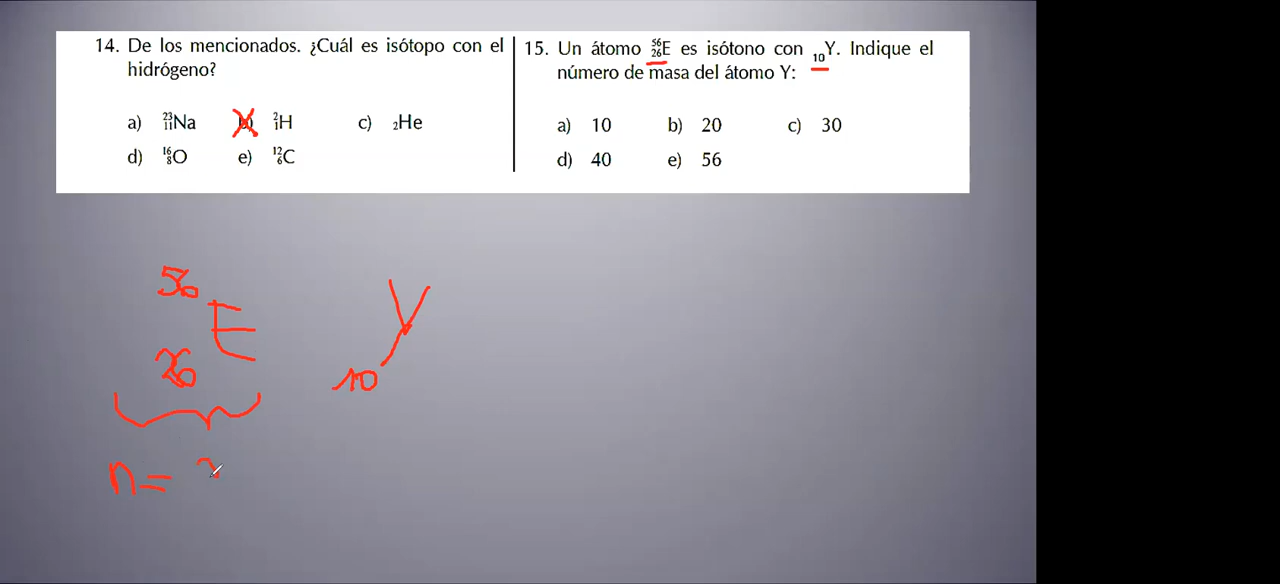 14. De los mencionados. ¿Cuál es isótopo con el
hidrógeno?
a) ²³₁₁Na b) ²₁H c) ₂He
d) ¹⁶₈O e) ¹²₆C
15. Un átomo ⁵⁶₂₆E es isótono con ₁₀Y. Indique el
número de masa del átomo Y:
a) 10 b) 20 c) 30
d) 40 e) 56
56
E
26
Y
10
n =